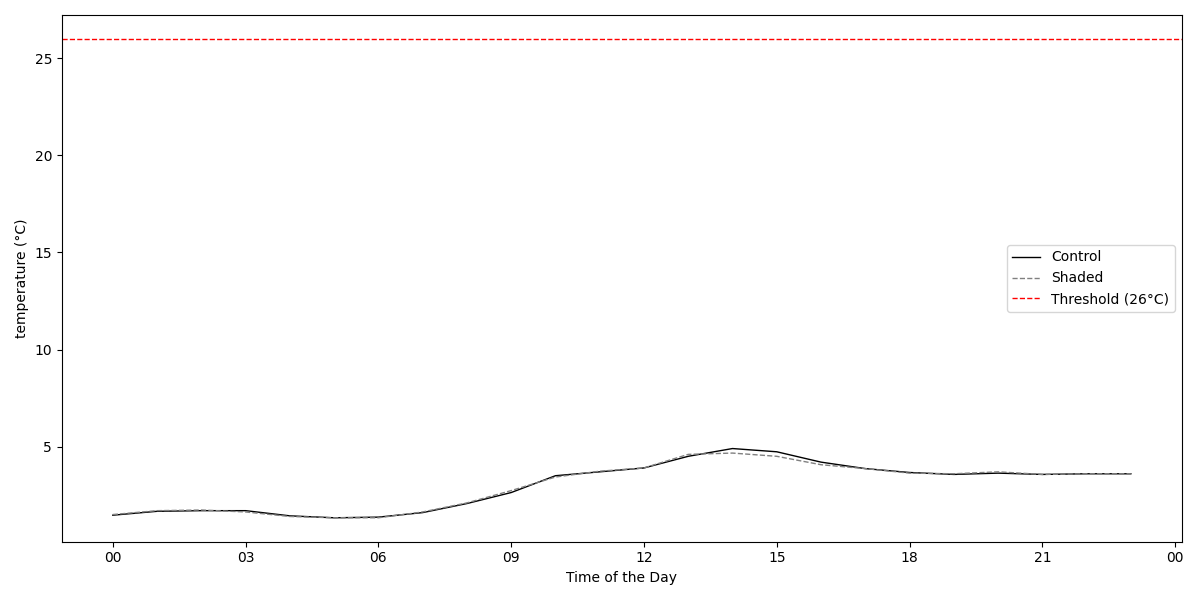 25
20
15
10
5
temperature (°C)
Control
Shaded
Threshold (26°C)
00 03 06 09 12 15 18 21 00
Time of the Day